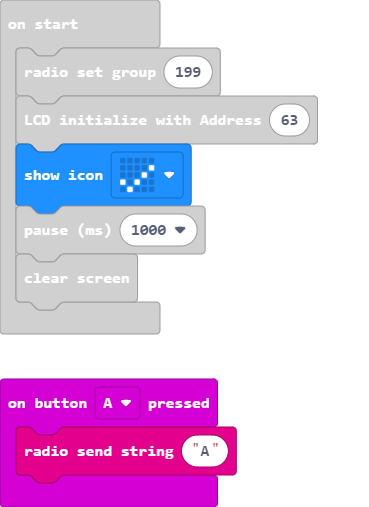 on start
radio set group 199
LCD initialize with Address 63
show icon
pause (ms) 1000
clear screen
on button A pressed
radio send string "A"